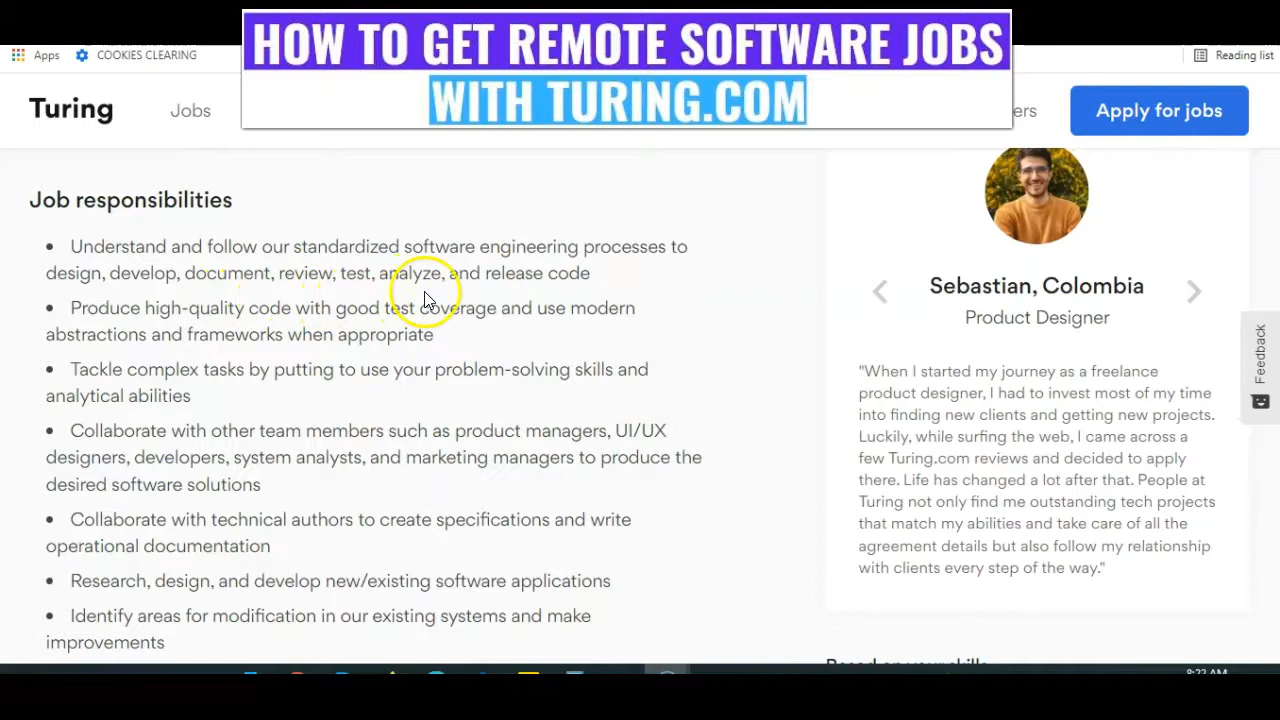 HOW TO GET REMOTE SOFTWARE JOBS
WITH TURING.COM
Apps
COOKIES CLEARING
Reading list
Turing
Jobs
ers
Apply for jobs
Job responsibilities
• Understand and follow our standardized software engineering processes to
design, develop, document, review, test, analyze, and release code
• Produce high-quality code with good test coverage and use modern
abstractions and frameworks when appropriate
• Tackle complex tasks by putting to use your problem-solving skills and
analytical abilities
• Collaborate with other team members such as product managers, UI/UX
designers, developers, system analysts, and marketing managers to produce the
desired software solutions
• Collaborate with technical authors to create specifications and write
operational documentation
• Research, design, and develop new/existing software applications
• Identify areas for modification in our existing systems and make
improvements
Sebastian, Colombia
Product Designer
"When I started my journey as a freelance
product designer, I had to invest most of my time
into finding new clients and getting new projects.
Luckily, while surfing the web, I came across a
few Turing.com reviews and decided to apply
there. Life has changed a lot after that. People at
Turing not only find me outstanding tech projects
that match my abilities and take care of all the
agreement details but also follow my relationship
with clients every step of the way."
Feedback
Based on your skills
8:22 AM